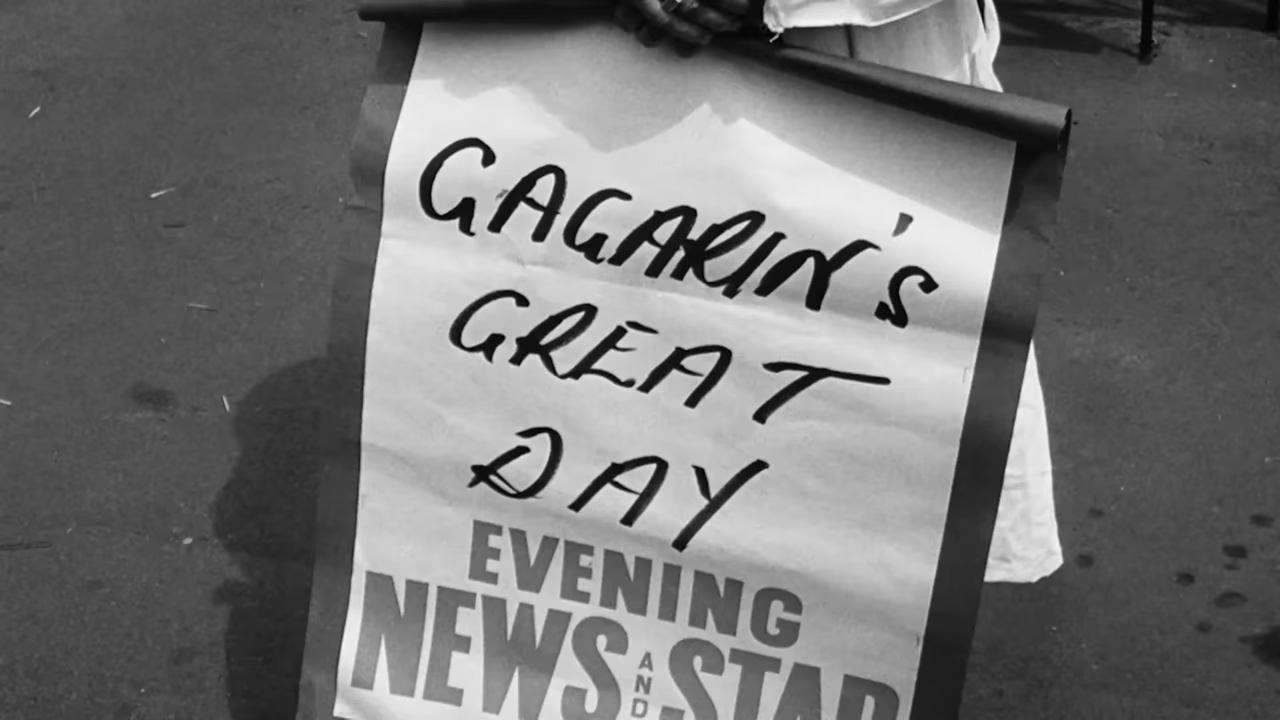 GAGARIN'S
GREAT
DAY
EVENING
NEWS AND STAR